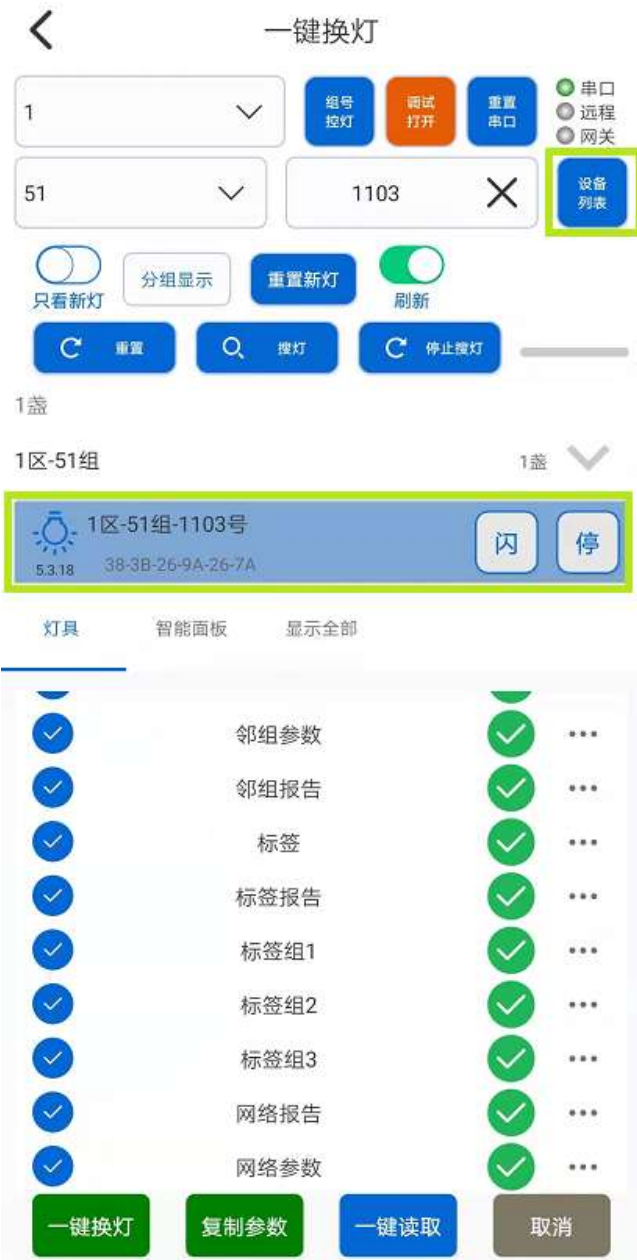 一键换灯
1
组号
控灯
调试
打开
重置
串口
串口
远程
网关
51
1103
设备
列表
只看新灯
分组显示
重置新灯
刷新
重置
搜灯
停止搜灯
1盏
1区-51组
1盏
1区-51组-1103号
5.3.18
38-3B-26-9A-26-7A
闪
停
灯具
智能面板
显示全部
邻组参数
邻组报告
标签
标签报告
标签组1
标签组2
标签组3
网络报告
网络参数
一键换灯
复制参数
一键读取
取消